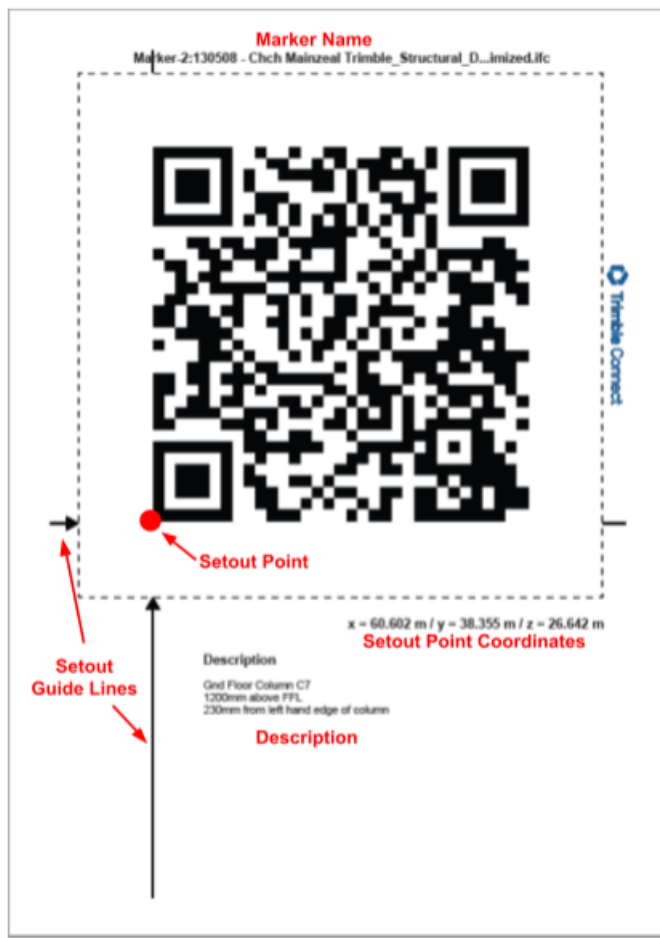 Marker Name
Marker-2:130508 - Chch Mainzeal Trimble_Structural_D...imized.ifc
Trimble Connect
Setout Point
x = 60.602 m / y = 38.355 m / z = 26.642 m
Setout Point Coordinates
Setout
Guide Lines
Description
Gnd Floor Column C7
1200mm above FFL
230mm from left hand edge of column
Description